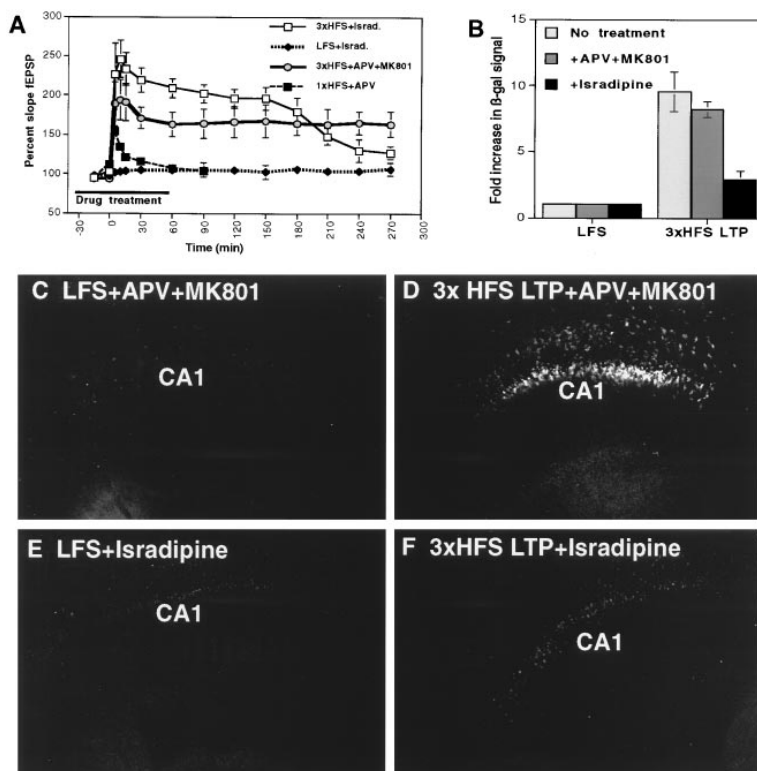 A
3xHFS+Israd.
LFS+Israd.
3xHFS+APV+MK801
1xHFS+APV
Percent slope fEPSP
300
250
200
150
100
50
Drug treatment
-30
0
30
60
90
120
150
180
210
240
270
300
Time (min)
B
No treatment
+APV+MK801
+Isradipine
Fold increase in ß-gal signal
15
10
5
0
LFS
3xHFS LTP
C LFS+APV+MK801
CA1
D 3x HFS LTP+APV+MK801
CA1
E LFS+Isradipine
CA1
F 3xHFS LTP+Isradipine
CA1